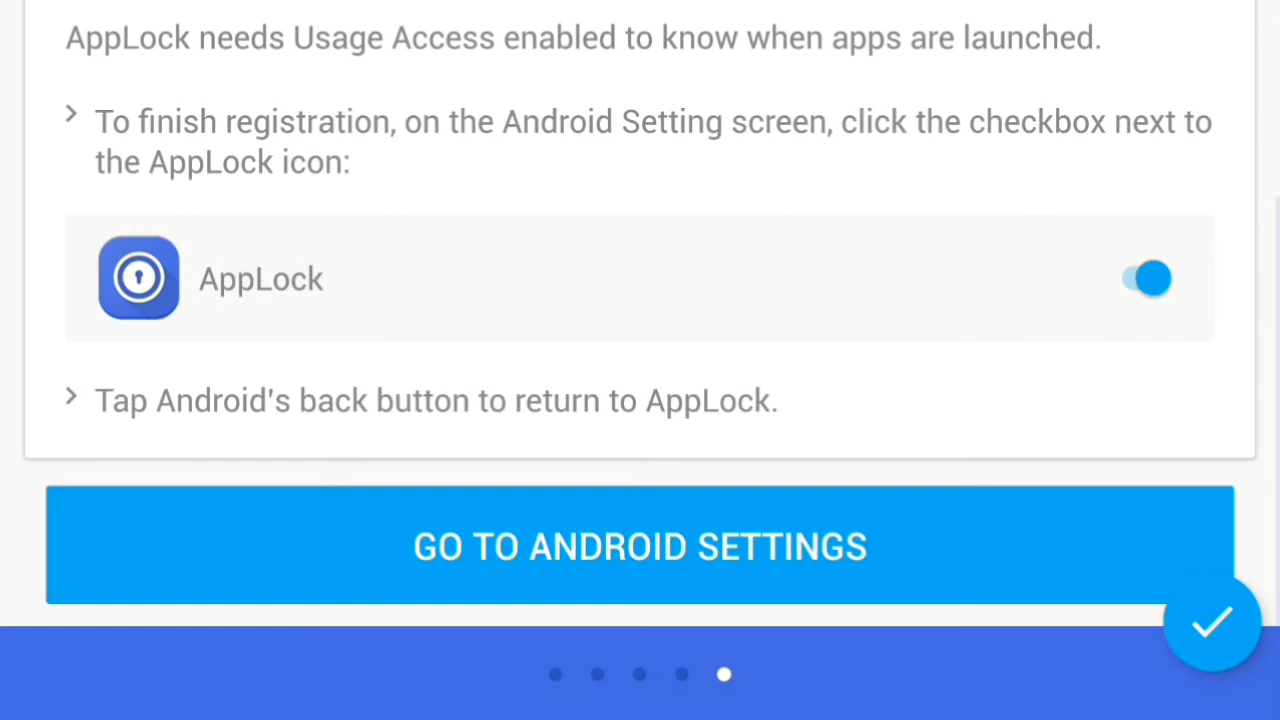 AppLock needs Usage Access enabled to know when apps are launched.
To finish registration, on the Android Setting screen, click the checkbox next to
the AppLock icon:
AppLock
Tap Android's back button to return to AppLock.
GO TO ANDROID SETTINGS